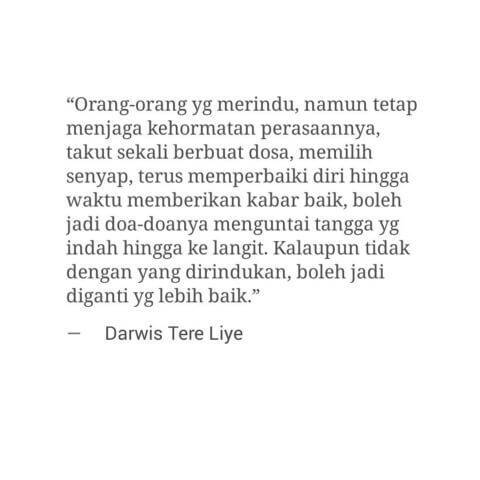 “Orang-orang yg merindu, namun tetap
menjaga kehormatan perasaannya,
takut sekali berbuat dosa, memilih
senyap, terus memperbaiki diri hingga
waktu memberikan kabar baik, boleh
jadi doa-doanya menguntai tangga yg
indah hingga ke langit. Kalaupun tidak
dengan yang dirindukan, boleh jadi
diganti yg lebih baik.”
— Darwis Tere Liye